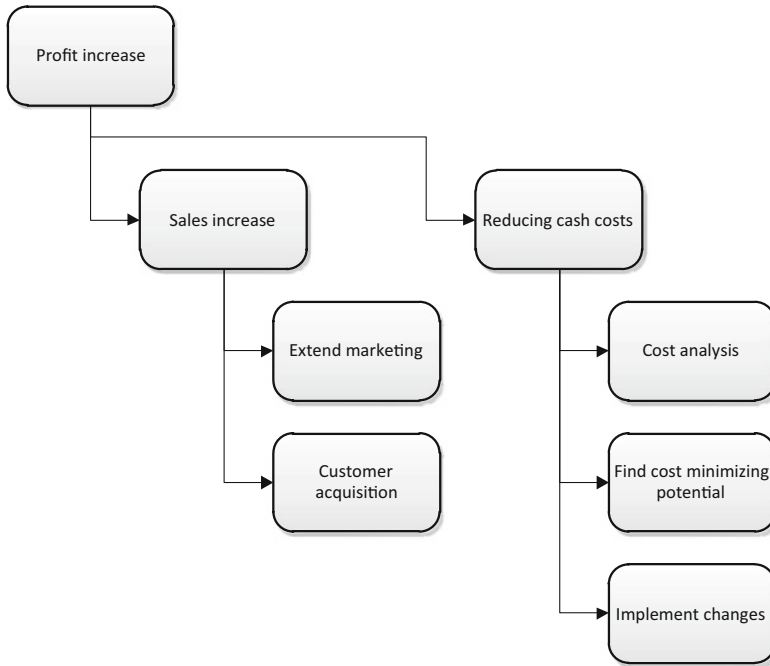 Profit increase
Sales increase
Reducing cash costs
Extend marketing
Cost analysis
Customer
acquisition
Find cost minimizing
potential
Implement changes